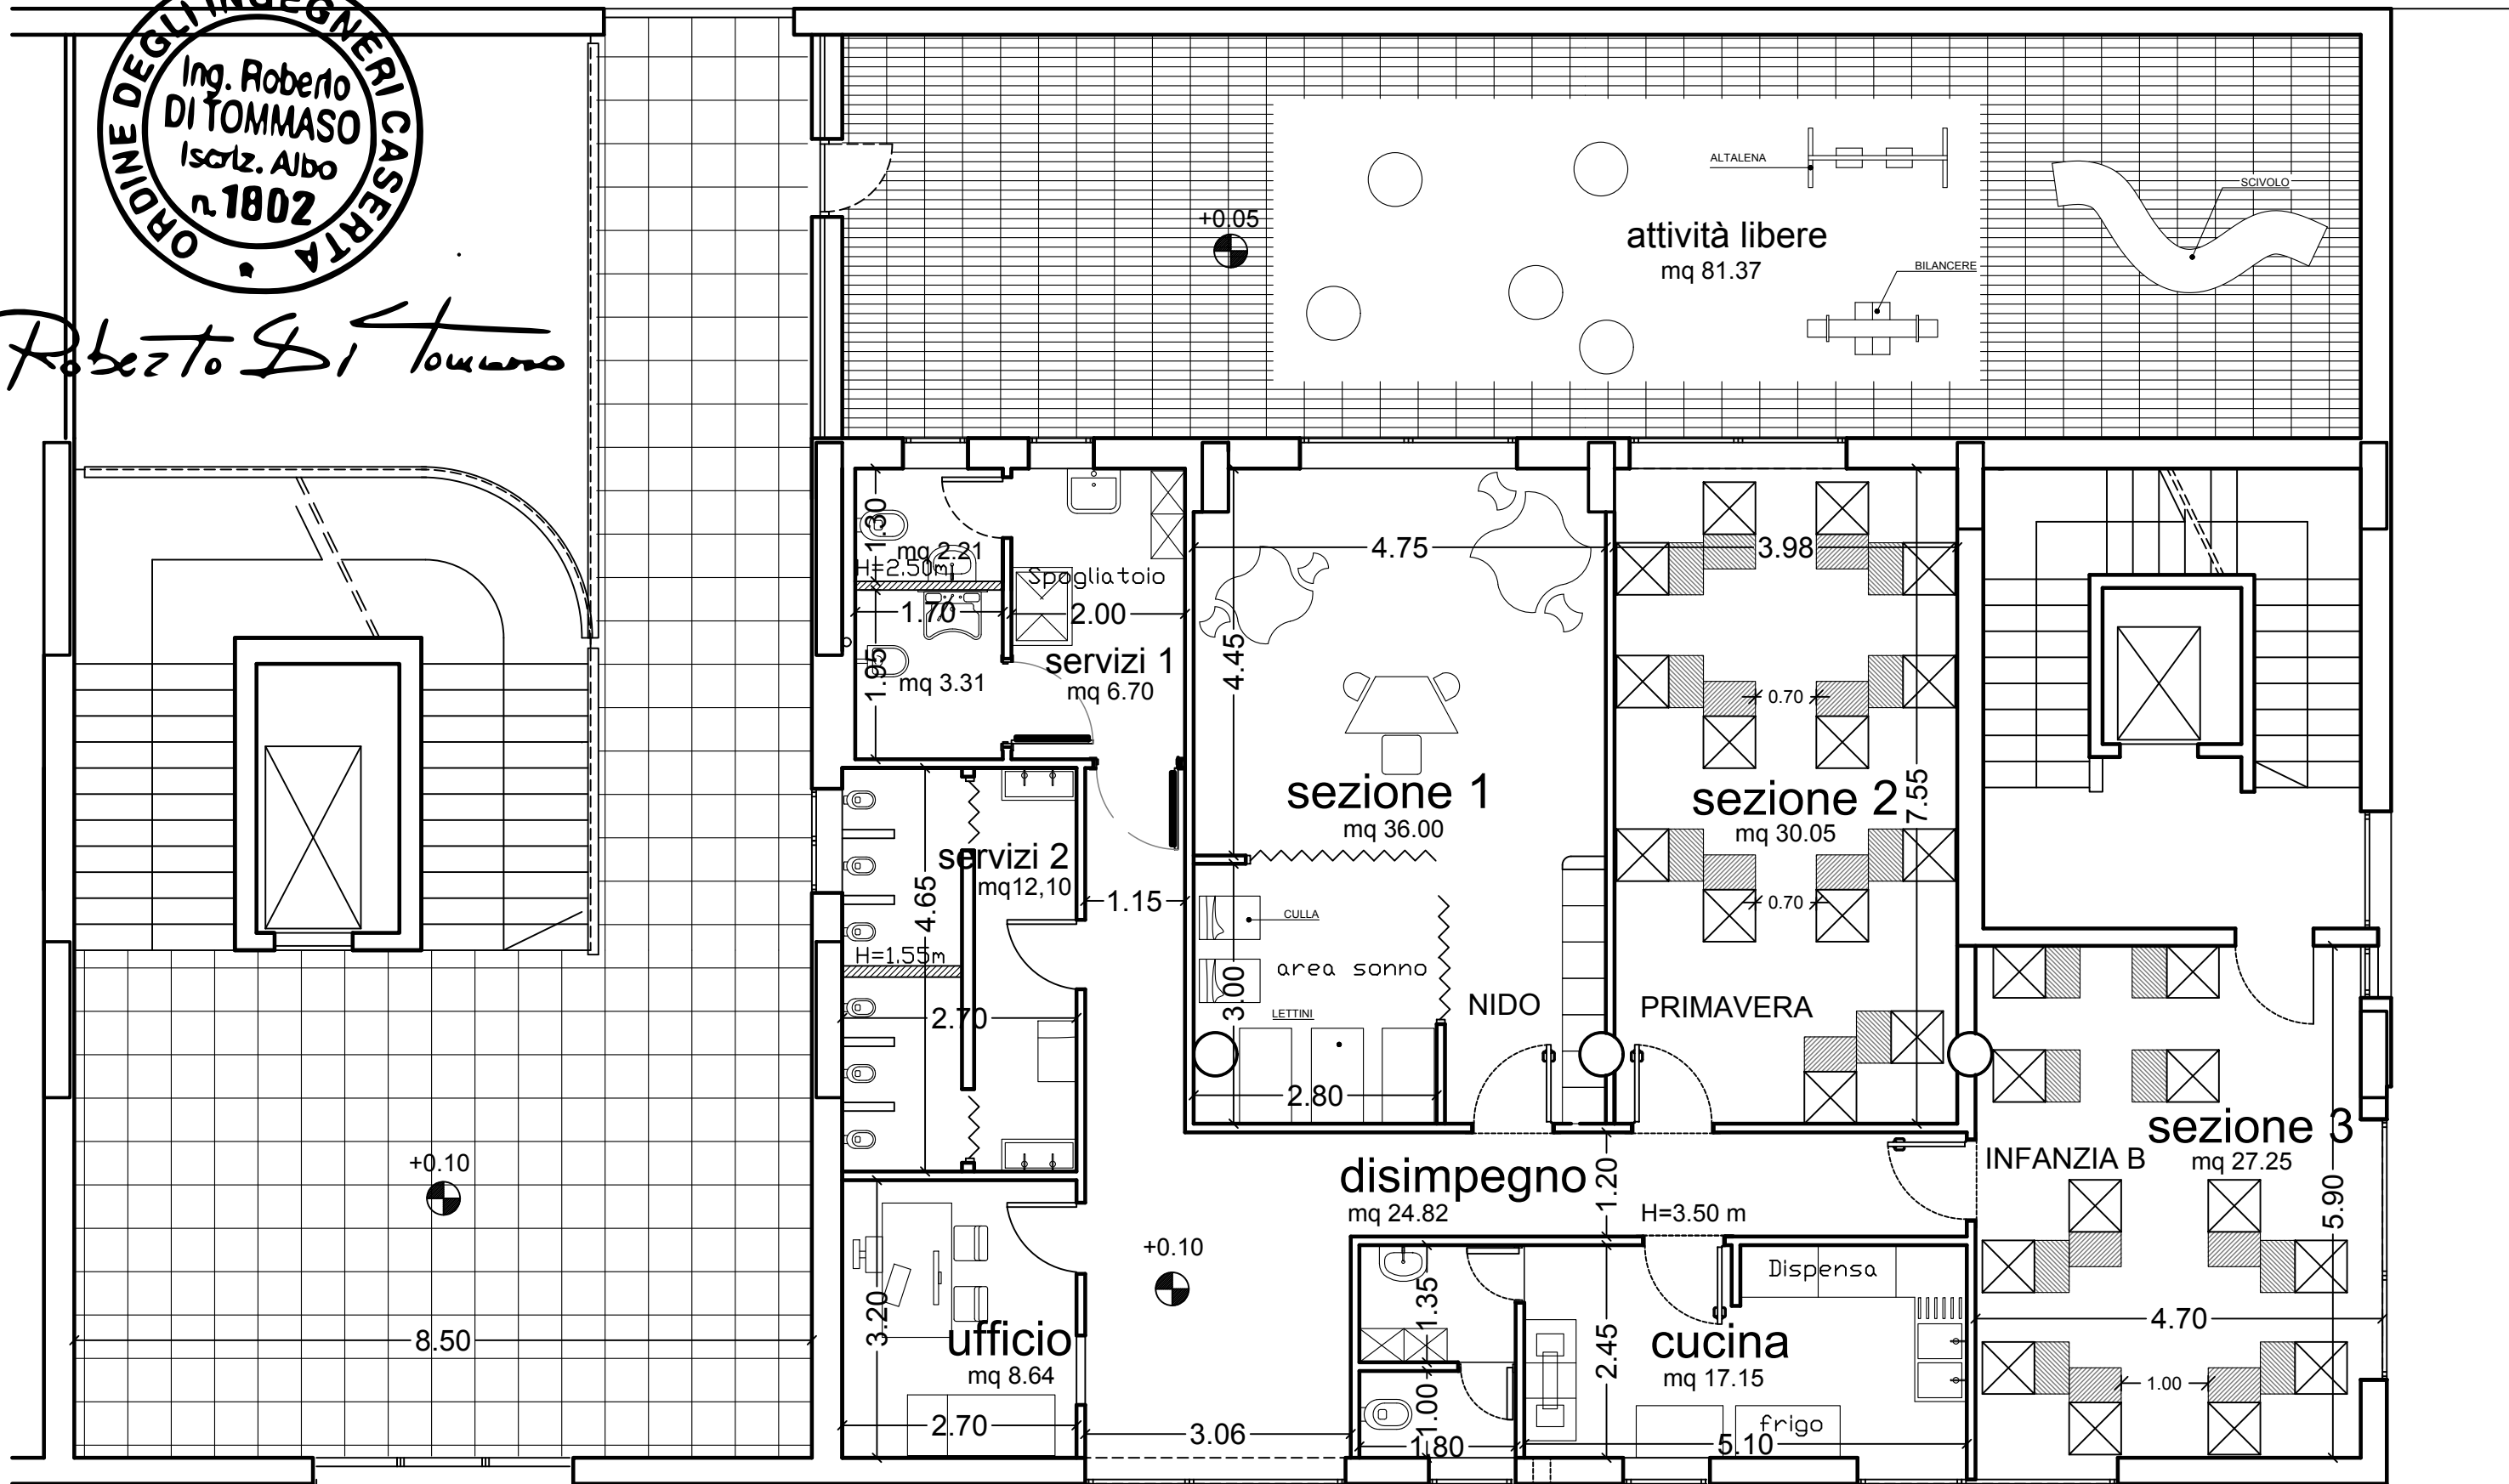 ORDINE DEGLI INGEGNERI CASERTA
Ing. Roberto
DI TOMMASO
Iscriz. Albo
n. 1802
Roberto Di Tommaso
ALTALENA
SCIVOLO
+0.05
attività libere
mq 81.37
BILANCERE
1.30
mq 2.21
H=2.50m
Spogliatoio
1.70
2.00
4.75
3.98
1.95
mq 3.31
servizi 1
mq 6.70
4.45
0.70
sezione 1
mq 36.00
sezione 2
mq 30.05
7.55
servizi 2
mq12,10
4.65
1.15
0.70
CULLA
H=1.55m
area sonno
3.00
2.70
LETTINI
NIDO
PRIMAVERA
2.80
sezione 3
mq 27.25
INFANZIA B
disimpegno
mq 24.82
1.20
H=3.50 m
5.90
+0.10
+0.10
Dispensa
3.20
1.35
2.45
8.50
ufficio
mq 8.64
cucina
mq 17.15
4.70
1.00
1.00
2.70
3.06
1.80
frigo
5.10